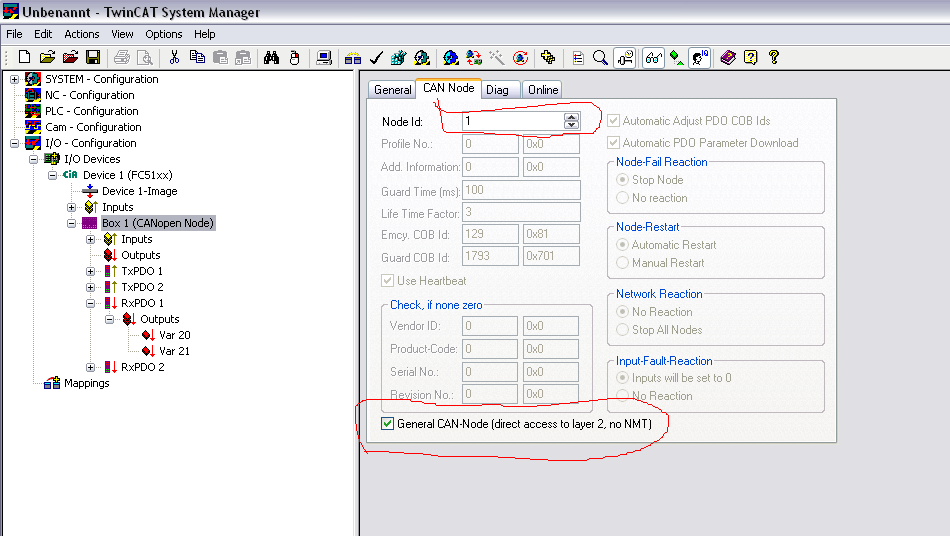 Unbenannt - TwinCAT System Manager
File Edit Actions View Options Help
SYSTEM - Configuration
NC - Configuration
PLC - Configuration
Cam - Configuration
I/O - Configuration
I/O Devices
CiA Device 1 (FC51xx)
Device 1-Image
Inputs
Box 1 (CANopen Node)
Inputs
Outputs
TxPDO 1
TxPDO 2
RxPDO 1
Outputs
Var 20
Var 21
RxPDO 2
Mappings
General CAN Node Diag Online
Node Id: 1
Profile No.: 0 0x0
Add. Information: 0 0x0
Guard Time (ms): 100
Life Time Factor: 3
Emcy. COB Id: 129 0x81
Guard COB Id: 1793 0x701
Use Heartbeat
Check, if none zero
Vendor ID: 0 0x0
Product-Code: 0 0x0
Serial No.: 0 0x0
Revision No.: 0 0x0
General CAN-Node (direct access to layer 2, no NMT)
Automatic Adjust PDO COB Ids
Automatic PDO Parameter Download
Node-Fail Reaction
Stop Node
No reaction
Node-Restart
Automatic Restart
Manual Restart
Network Reaction
No Reaction
Stop All Nodes
Input-Fault-Reaction
Inputs will be set to 0
No Reaction